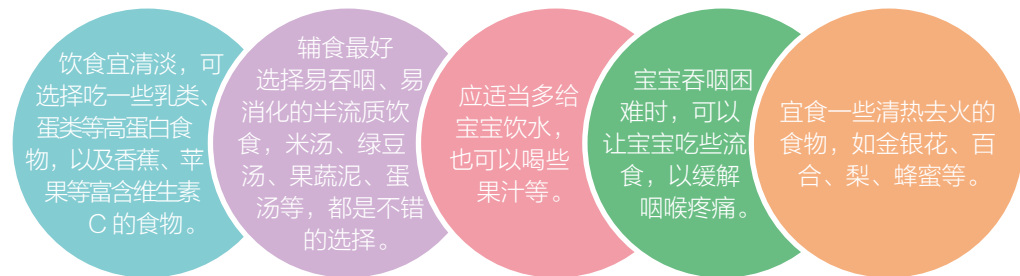 饮食宜清淡，可
选择吃一些乳类、
蛋类等高蛋白食
物，以及香蕉、苹
果等富含维生素
C 的食物。
辅食最好
选择易吞咽、易
消化的半流质饮
食，米汤、绿豆
汤、果蔬泥、蛋
汤等，都是不错
的选择。
应适当多给
宝宝饮水，
也可以喝些
果汁等。
宝宝吞咽困
难时，可以
让宝宝吃些流
食，以缓解
咽喉疼痛。
宜食一些清热去火的
食物，如金银花、百
合、梨、蜂蜜等。